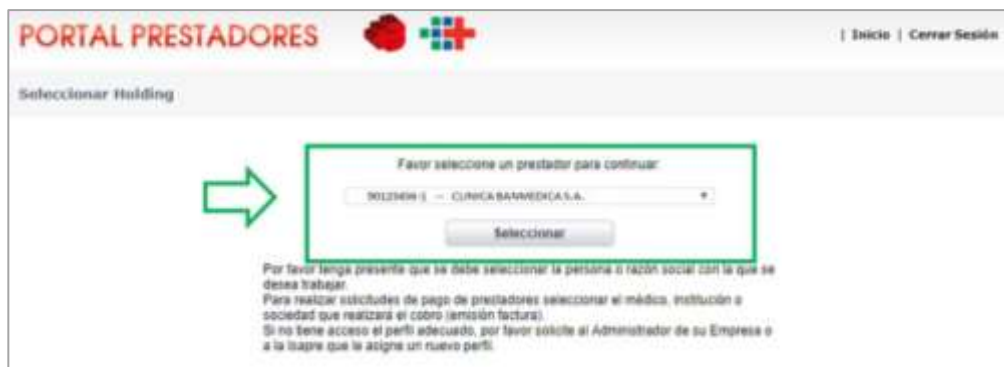 PORTAL PRESTADORES
| Inicio | Cerrar Sesión
Seleccionar Holding
Favor seleccione un prestador para continuar:
-- CLINICA BANMEDICA S.A.
Seleccionar
Por favor tenga presente que se debe seleccionar la persona o razón social con la que se
desea trabajar.
Para realizar solicitudes de pago de prestadores seleccionar el médico, institución o
sociedad que realizará el cobro (emisión factura).
Si no tiene acceso el perfil adecuado, por favor solicite al Administrador de su Empresa o
a la Isapre que le asigne un nuevo perfil.